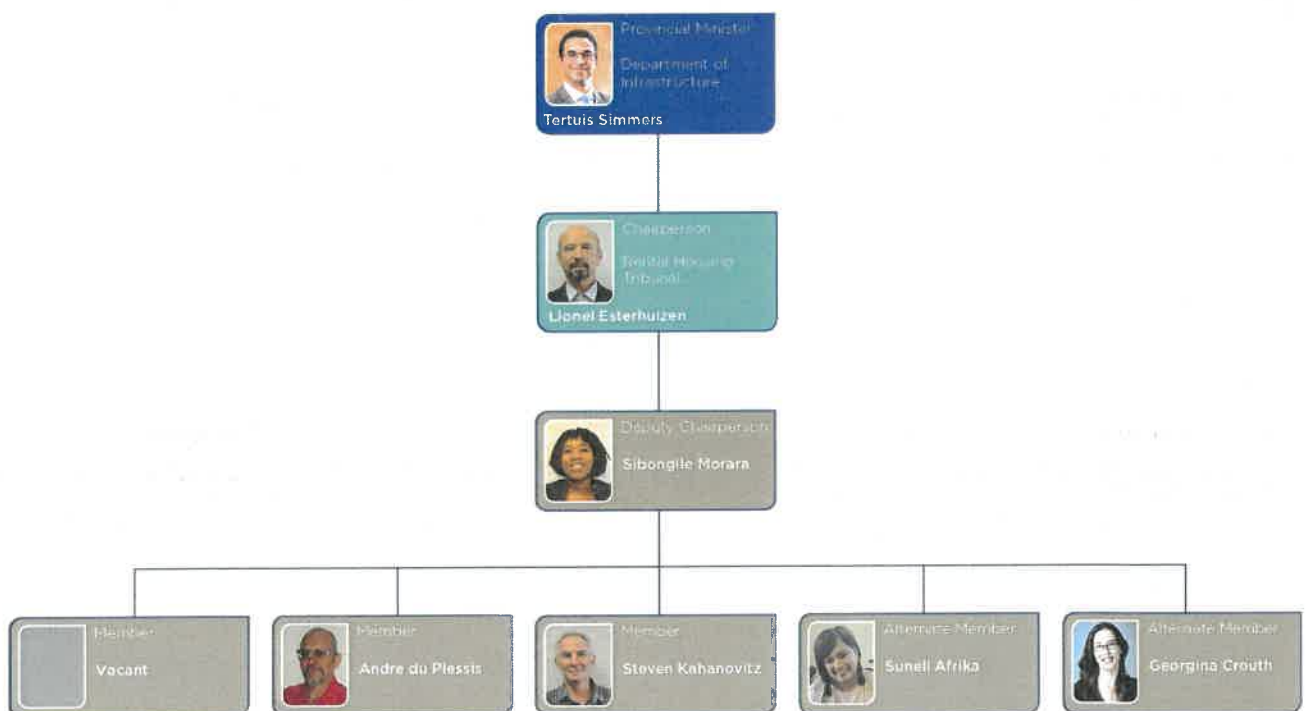 Provincial Minister
Department of
Infrastructure
Tertuis Simmers
Chairperson
Rental Housing
Tribunal
Lionel Esterhuizen
Deputy Chairperson
Sibongile Morara
Member
Vacant
Member
Andre du Plessis
Member
Steven Kahanovitz
Alternate Member
Sunell Afrika
Alternate Member
Georgina Crouth